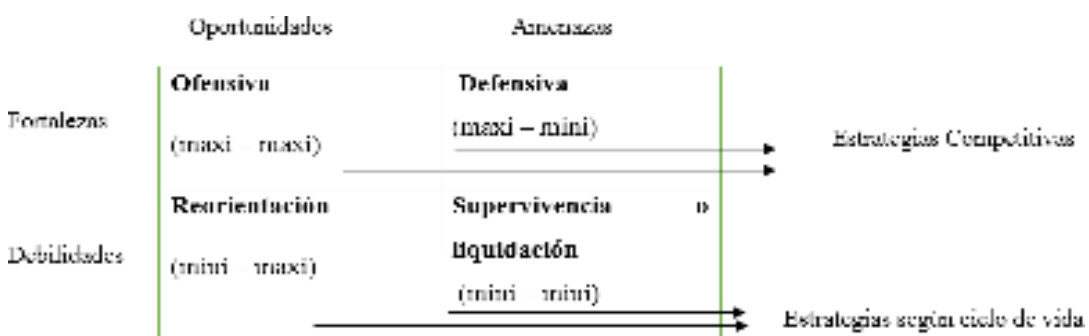 Oportunidades Amenazas
Ofensiva Defensiva
Fortalezas (maxi – maxi) (maxi – mini) Estrategias Competitivas
Reorientación Supervivencia o
Debilidades (mini – maxi) liquidación
(mini – mini)
Estrategias según ciclo de vida